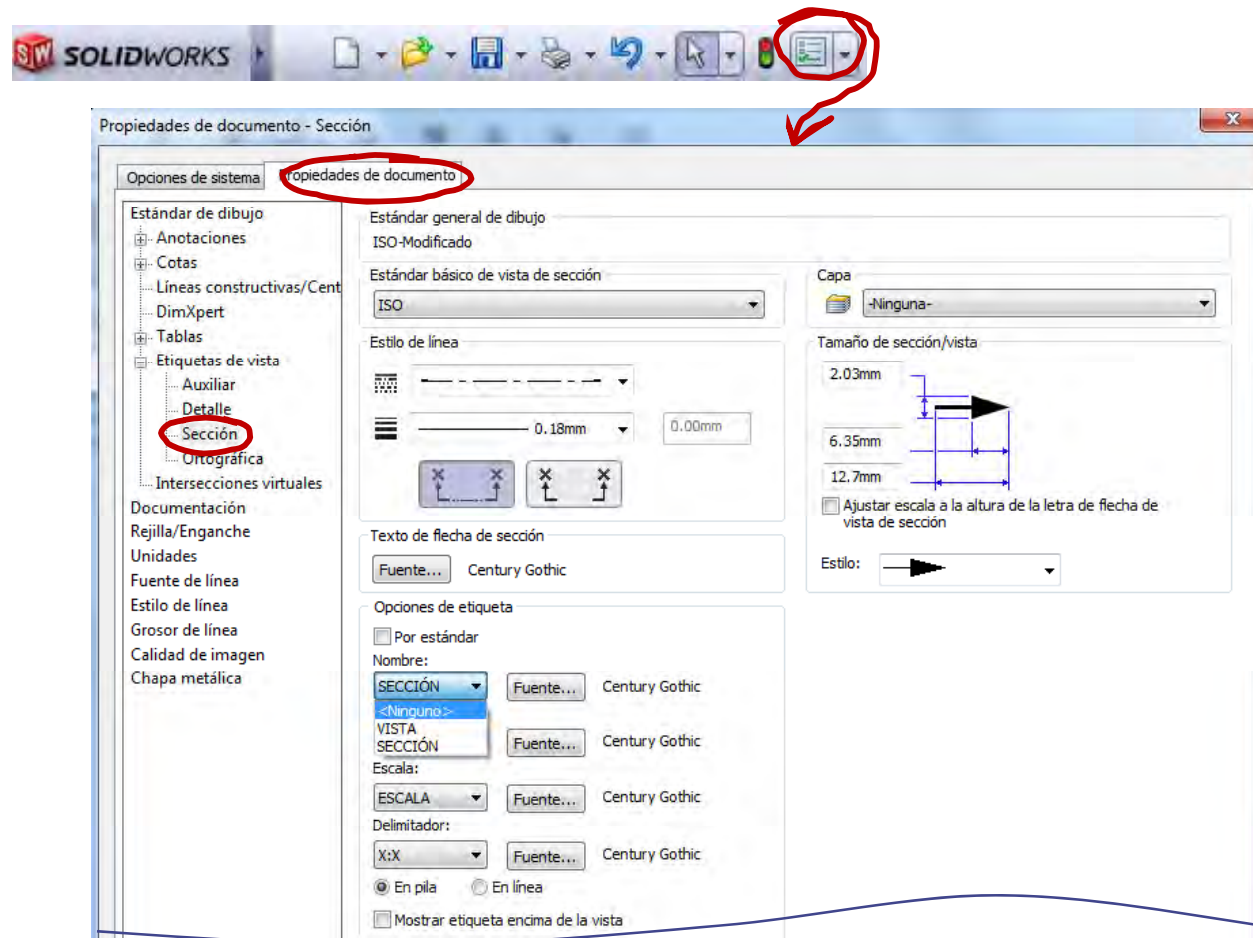 SW SOLIDWORKS
Propiedades de documento - Sección
Opciones de sistema Propiedades de documento
Estándar de dibujo
Anotaciones
Cotas
Líneas constructivas/Cent
DimXpert
Tablas
Etiquetas de vista
Auxiliar
Detalle
Sección
Ortográfica
Intersecciones virtuales
Documentación
Rejilla/Enganche
Unidades
Fuente de línea
Estilo de línea
Grosor de línea
Calidad de imagen
Chapa metálica
Estándar general de dibujo
ISO-Modificado
Estándar básico de vista de sección
ISO
Estilo de línea
0.18mm 0.00mm
Texto de flecha de sección
Fuente... Century Gothic
Opciones de etiqueta
Por estándar
Nombre:
SECCIÓN Fuente... Century Gothic
<Ninguno>
VISTA
SECCIÓN Fuente... Century Gothic
Escala:
ESCALA Fuente... Century Gothic
Delimitador:
X:X Fuente... Century Gothic
En pila En línea
Mostrar etiqueta encima de la vista
Capa
-Ninguna-
Tamaño de sección/vista
2.03mm
6.35mm
12.7mm
Ajustar escala a la altura de la letra de flecha de
vista de sección
Estilo: